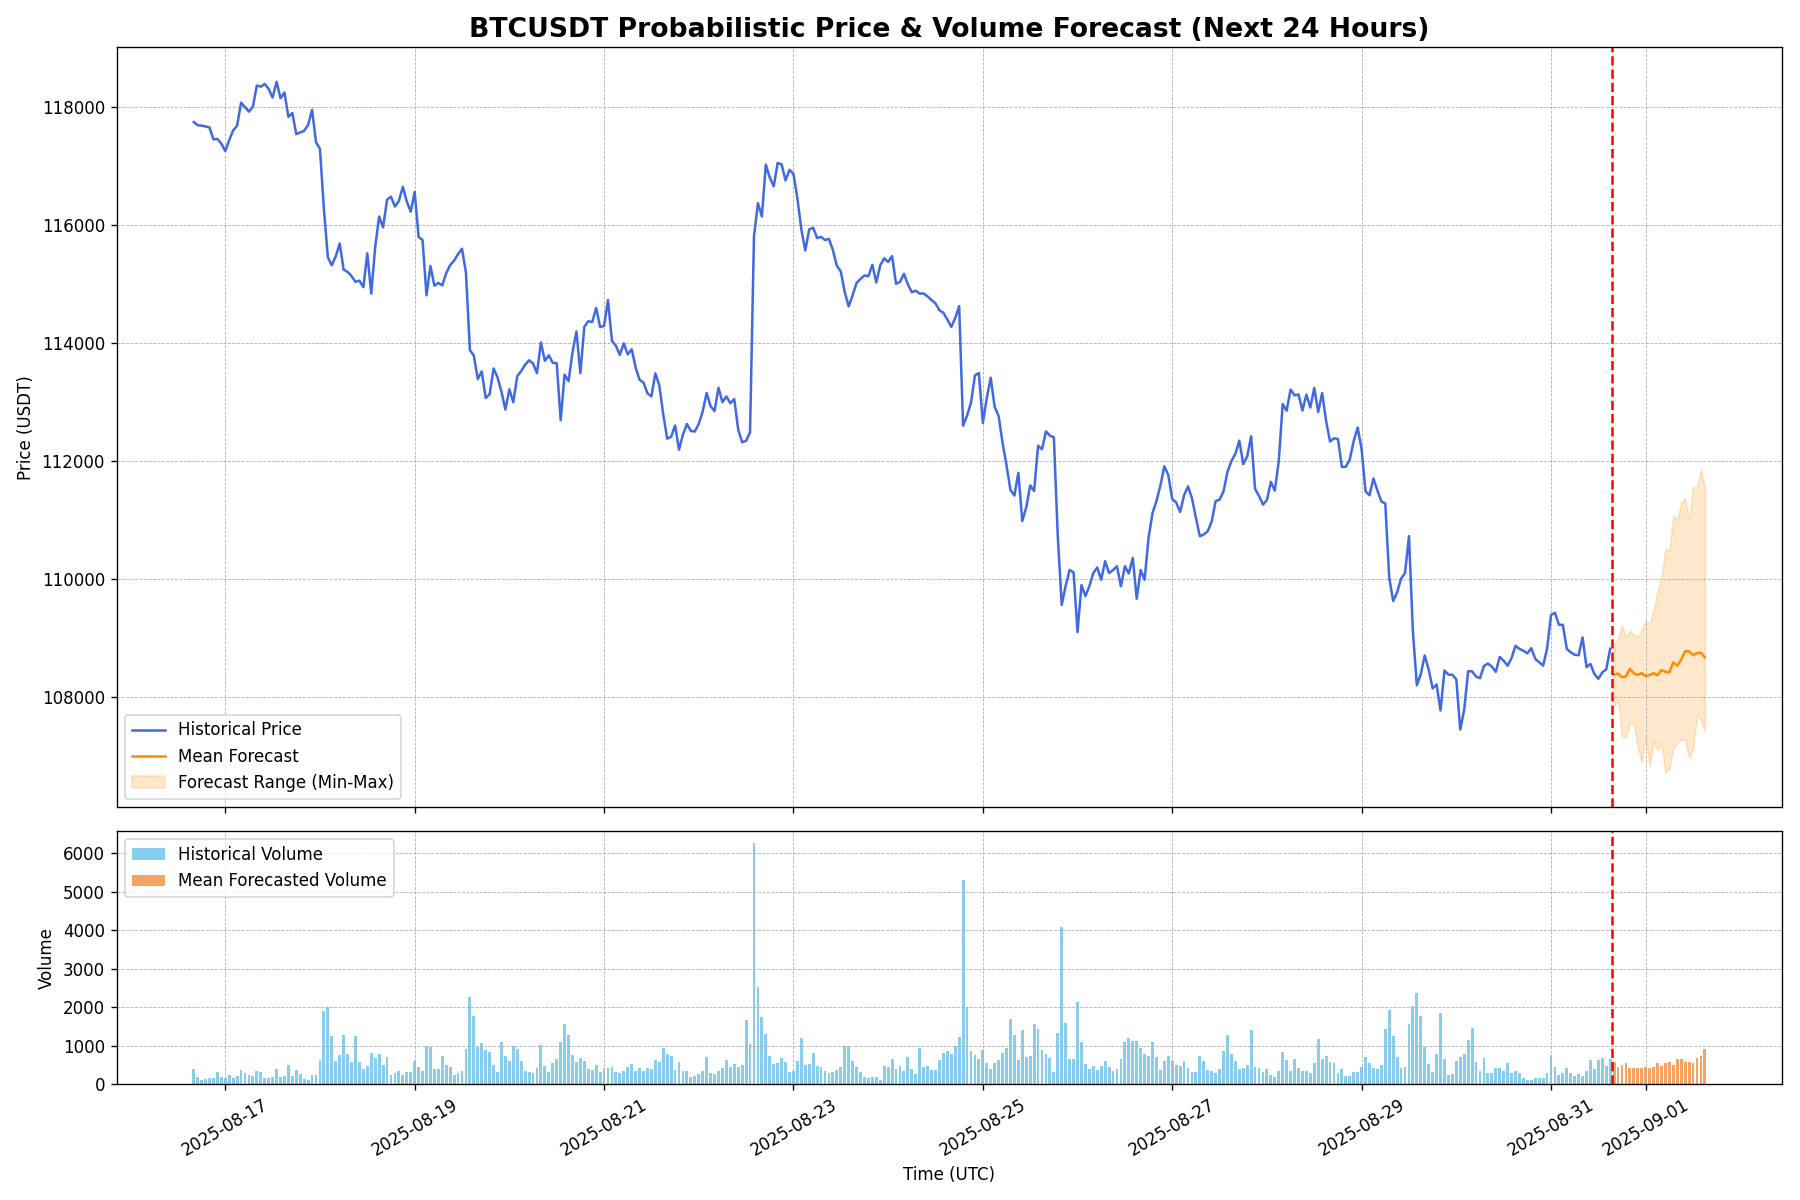 BTCUSDT Probabilistic Price & Volume Forecast (Next 24 Hours)
118000
116000
114000
112000
110000
108000
Price (USDT)
Historical Price
Mean Forecast
Forecast Range (Min-Max)
6000
5000
4000
3000
2000
1000
0
Volume
Historical Volume
Mean Forecasted Volume
2025-08-17
2025-08-19
2025-08-21
2025-08-23
2025-08-25
2025-08-27
2025-08-29
2025-08-31
2025-09-01
Time (UTC)